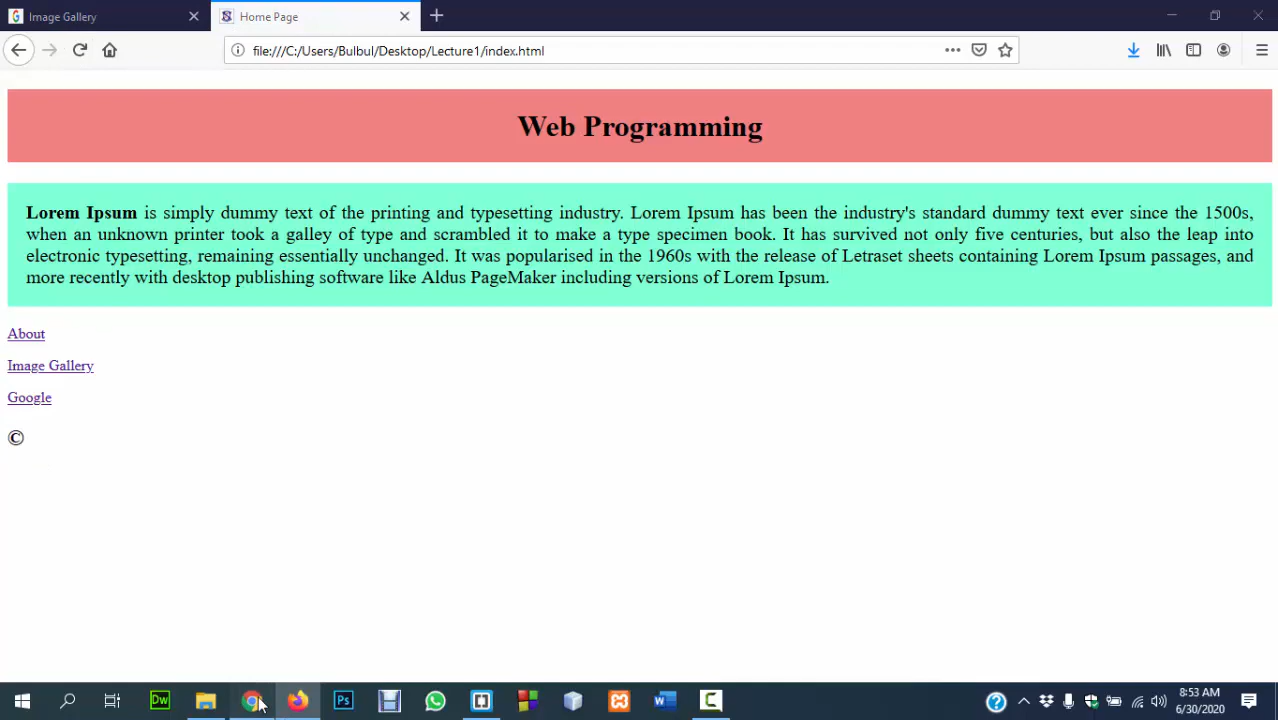 Image Gallery
Home Page
file:///C:/Users/Bulbul/Desktop/Lecture1/index.html
Web Programming
Lorem Ipsum is simply dummy text of the printing and typesetting industry. Lorem Ipsum has been the industry's standard dummy text ever since the 1500s,
when an unknown printer took a galley of type and scrambled it to make a type specimen book. It has survived not only five centuries, but also the leap into
electronic typesetting, remaining essentially unchanged. It was popularised in the 1960s with the release of Letraset sheets containing Lorem Ipsum passages, and
more recently with desktop publishing software like Aldus PageMaker including versions of Lorem Ipsum.
About
Image Gallery
Google
©
Dw
Ps
8:53 AM
6/30/2020